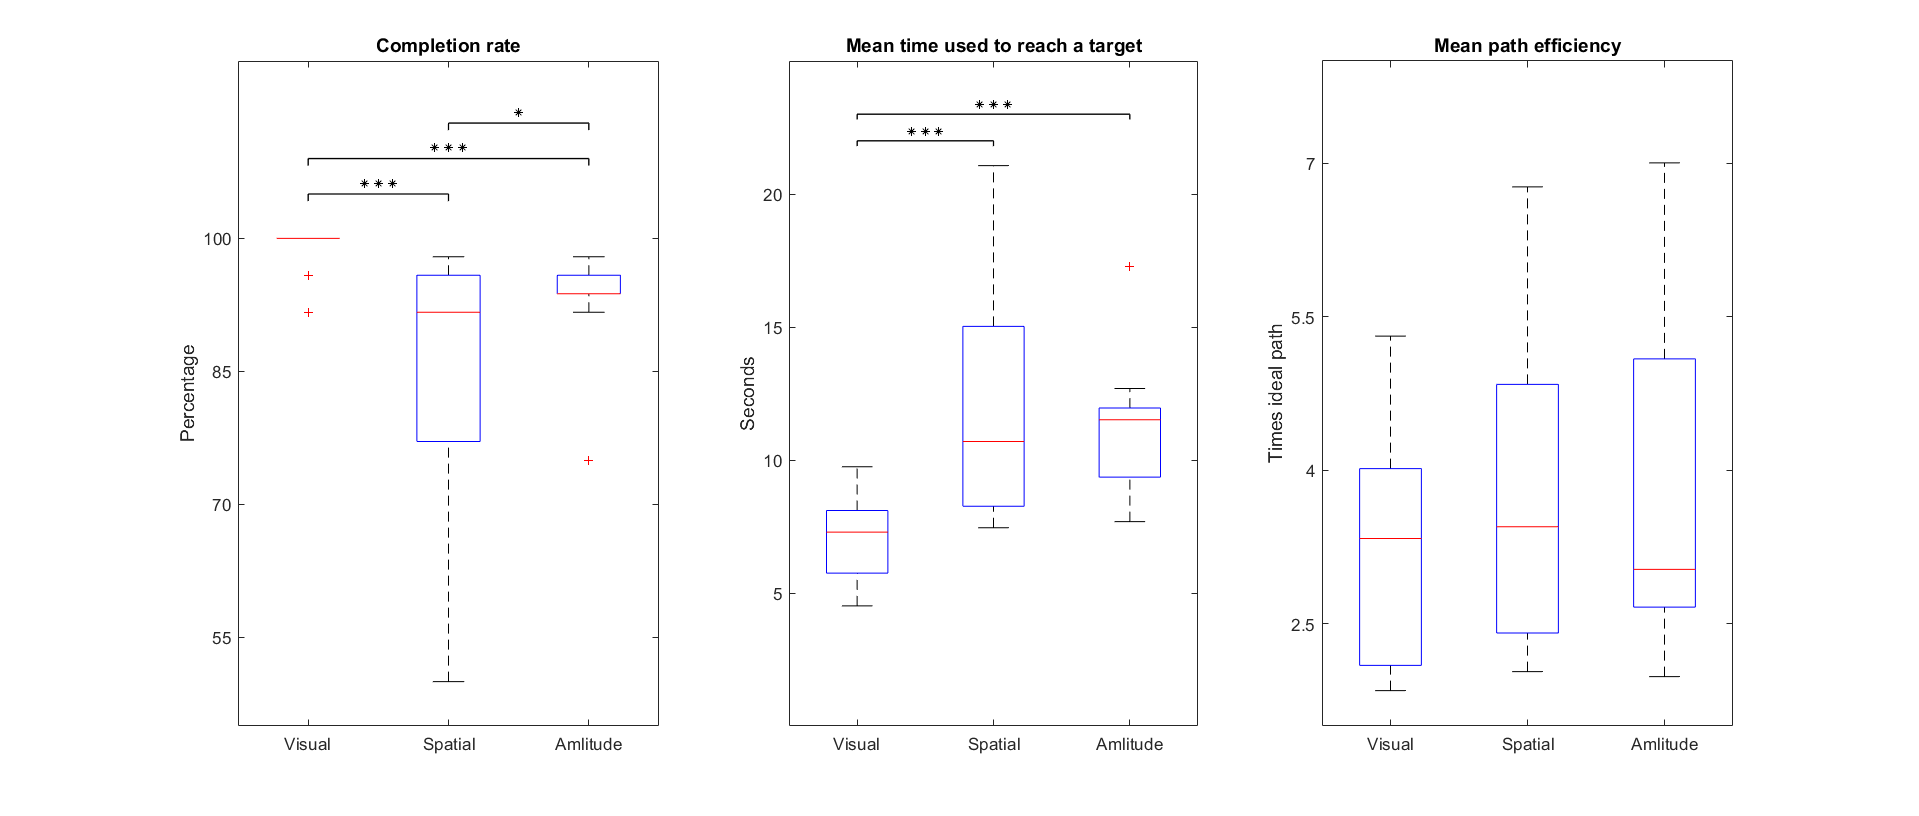 Completion rate
* * *
* * *
*
Percentage
100
85
70
55
Visual Spatial Amlitude
Mean time used to reach a target
* * *
* * *
Seconds
20
15
10
5
Visual Spatial Amlitude
Mean path efficiency
Times ideal path
7
5.5
4
2.5
Visual Spatial Amlitude